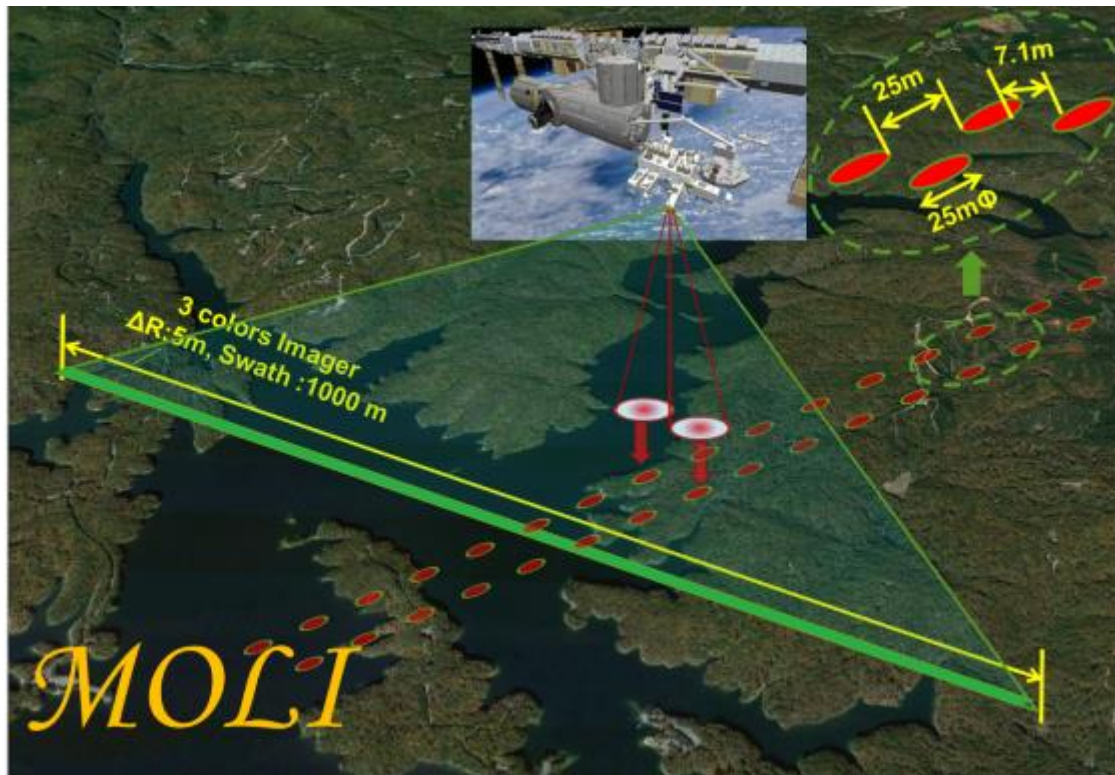 7.1m
25m
25mΦ
3 colors Imager
ΔR:5m, Swath :1000 m
MOLI